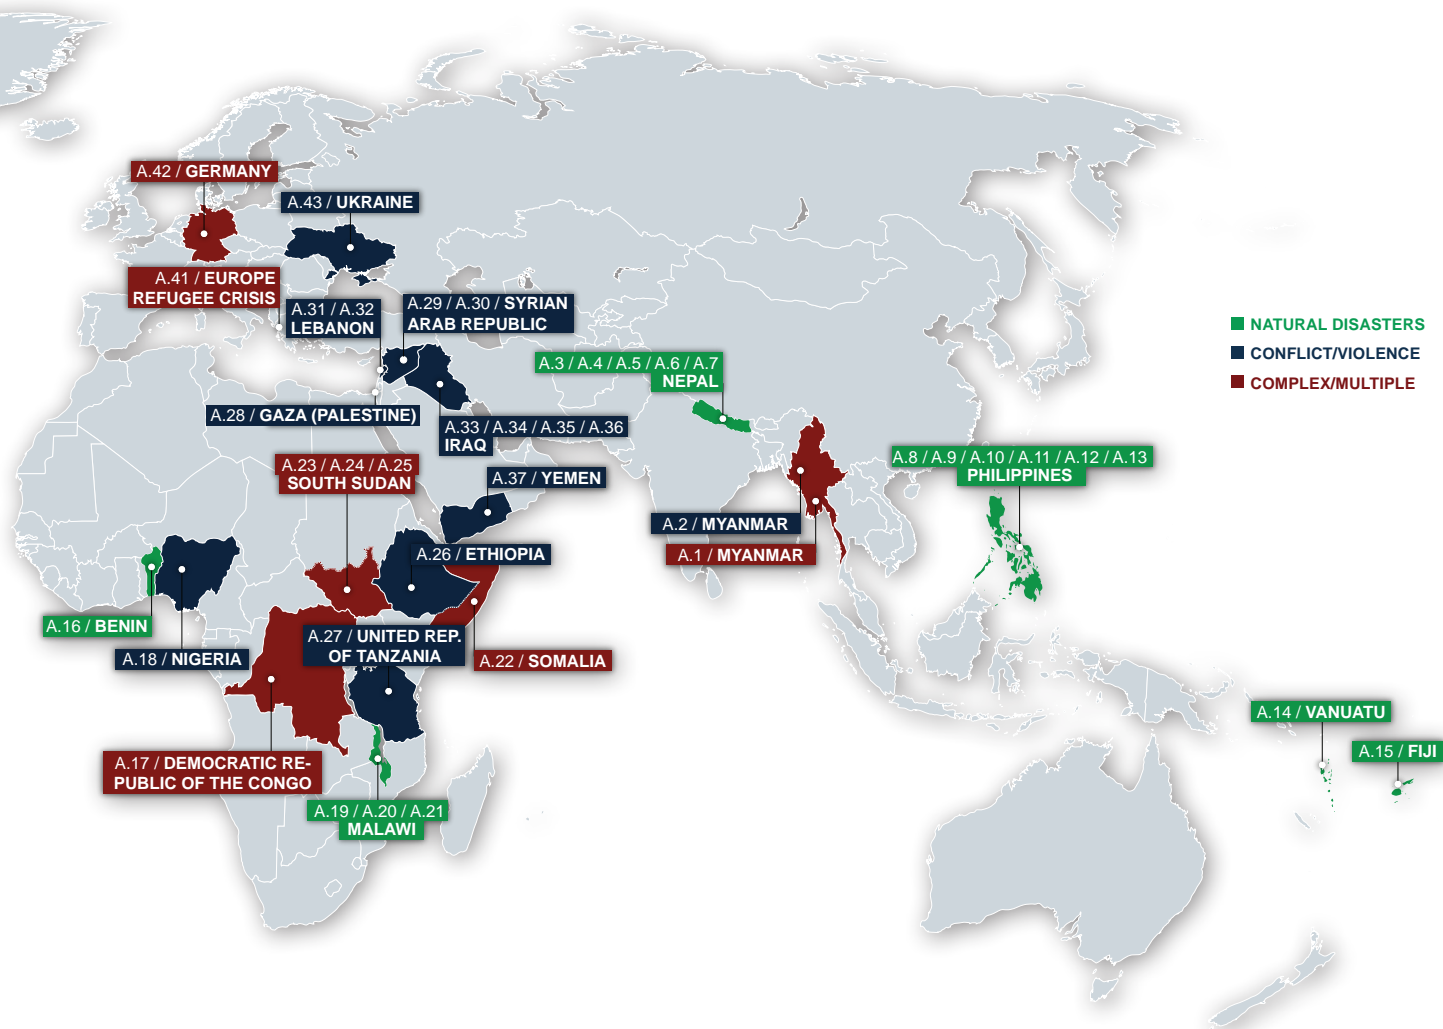 A.42 / GERMANY
A.43 / UKRAINE
A.41 / EUROPE
REFUGEE CRISIS
A.31 / A.32
LEBANON
A.29 / A.30 / SYRIAN
ARAB REPUBLIC
NATURAL DISASTERS
CONFLICT/VIOLENCE
COMPLEX/MULTIPLE
A.3 / A.4 / A.5 / A.6 / A.7
NEPAL
A.28 / GAZA (PALESTINE)
A.33 / A.34 / A.35 / A.36
IRAQ
A.23 / A.24 / A.25
SOUTH SUDAN
A.37 / YEMEN
A.8 / A.9 / A.10 / A.11 / A.12 / A.13
PHILIPPINES
A.2 / MYANMAR
A.1 / MYANMAR
A.26 / ETHIOPIA
A.16 / BENIN
A.18 / NIGERIA
A.27 / UNITED REP.
OF TANZANIA
A.22 / SOMALIA
A.14 / VANUATU
A.15 / FIJI
A.17 / DEMOCRATIC RE-
PUBLIC OF THE CONGO
A.19 / A.20 / A.21
MALAWI